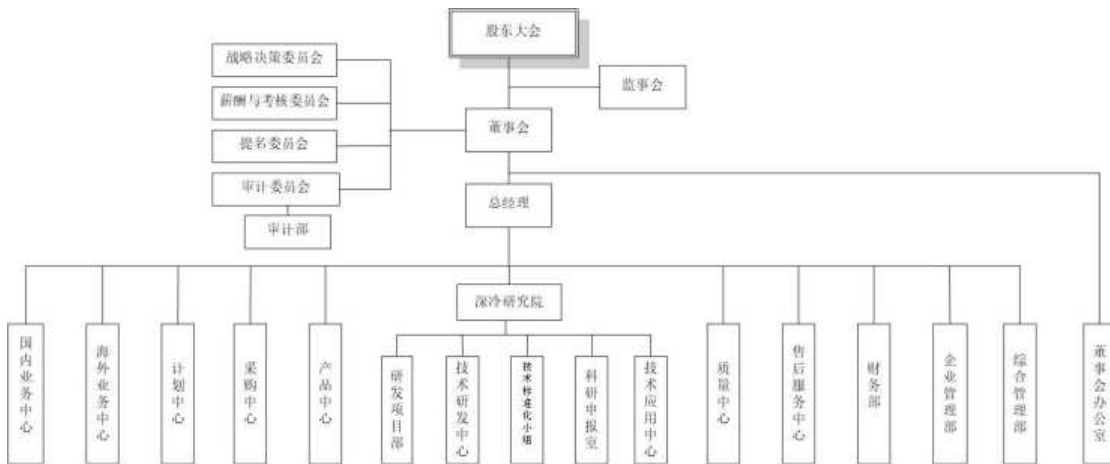 股东大会
战略决策委员会
监事会
薪酬与考核委员会
董事会
提名委员会
审计委员会
总经理
审计部
深冷研究院
国内业务中心
海外业务中心
计划中心
采购中心
产品中心
研发项目部
技术研发中心
技术标准化小组
科研申报室
技术应用中心
质量中心
售后服务中心
财务部
企业管理部
综合管理部
董事会办公室